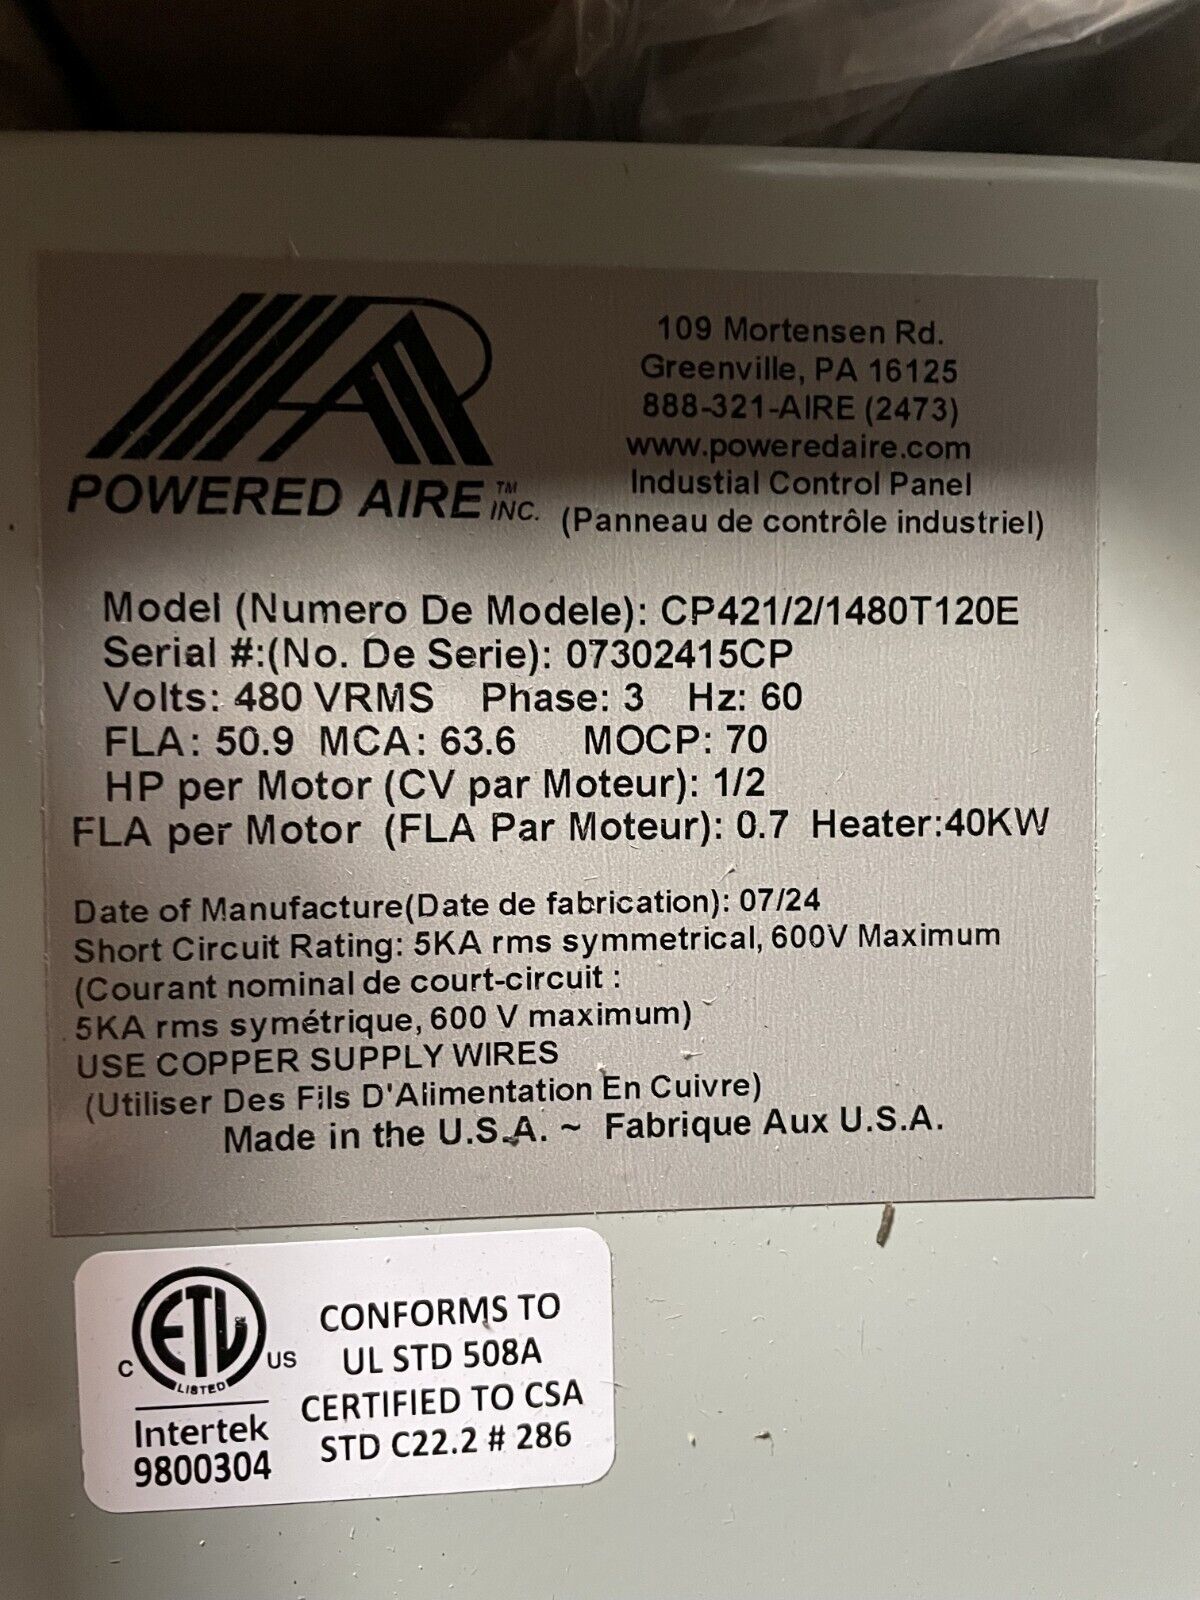 POWERED AIRE TM INC.
109 Mortensen Rd.
Greenville, PA 16125
888-321-AIRE (2473)
www.poweredaire.com
Industial Control Panel
(Panneau de contrôle industriel)
Model (Numero De Modele): CP421/2/1480T120E
Serial #:(No. De Serie): 07302415CP
Volts: 480 VRMS Phase: 3 Hz: 60
FLA: 50.9 MCA: 63.6 MOCP: 70
HP per Motor (CV par Moteur): 1/2
FLA per Motor (FLA Par Moteur): 0.7 Heater:40KW
Date of Manufacture(Date de fabrication): 07/24
Short Circuit Rating: 5KA rms symmetrical, 600V Maximum
(Courant nominal de court-circuit :
5KA rms symétrique, 600 V maximum)
USE COPPER SUPPLY WIRES
(Utiliser Des Fils D'Alimentation En Cuivre)
Made in the U.S.A. ~ Fabrique Aux U.S.A.
C ETL US
LISTED
Intertek
9800304
CONFORMS TO
UL STD 508A
CERTIFIED TO CSA
STD C22.2 # 286